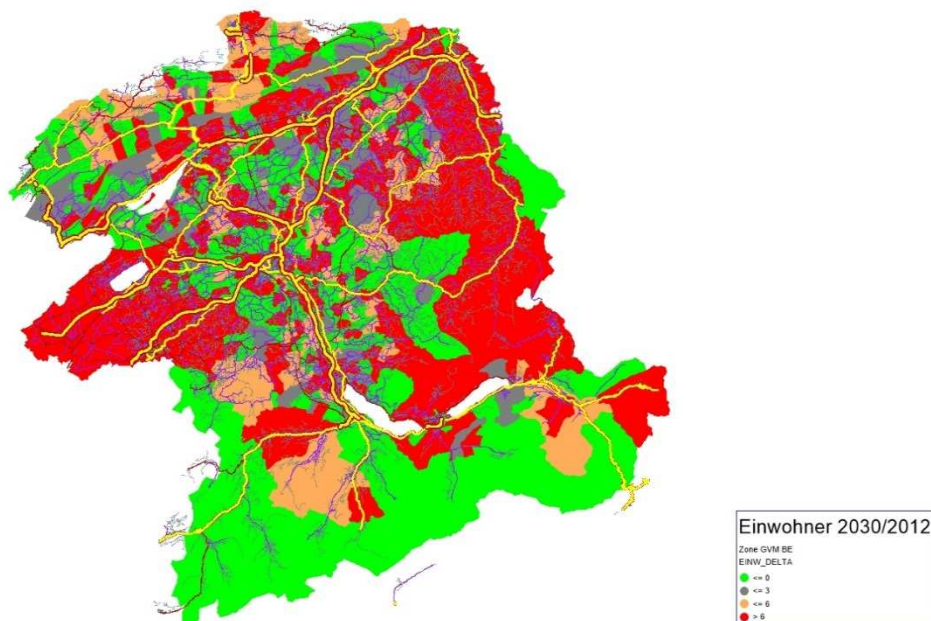 Einwohner 2030/2012
Zone GVM BE
EINW_DELTA
<= 0
<= 3
<= 6
> 6